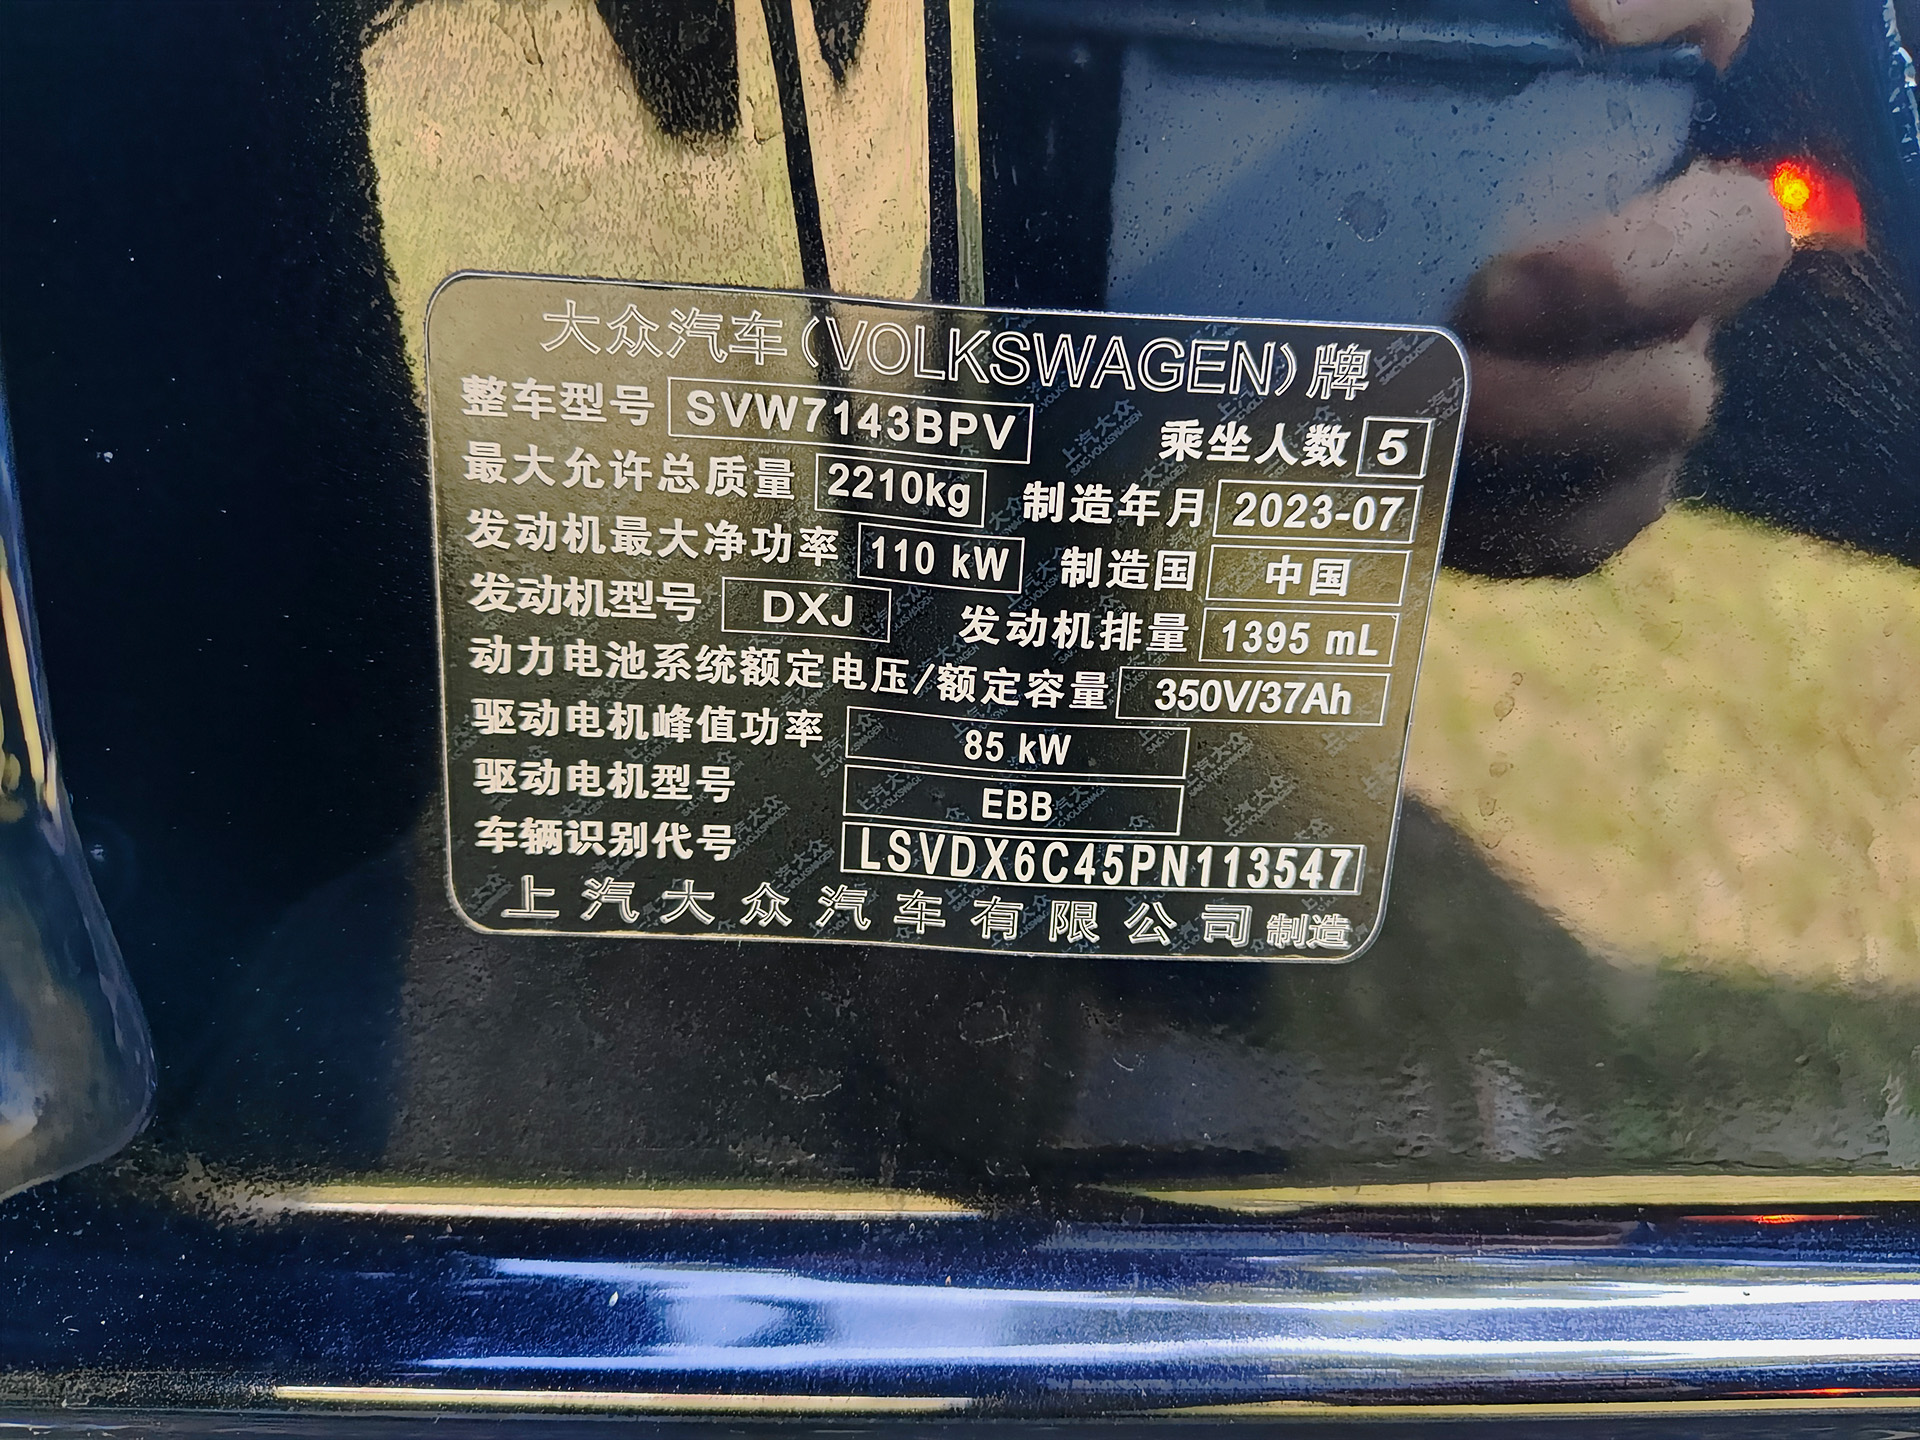 大众汽车(VOLKSWAGEN)牌
整车型号 SVW7143BPV 乘坐人数 5
最大允许总质量 2210kg 制造年月 2023-07
发动机最大净功率 110 kW 制造国 中国
发动机型号 DXJ 发动机排量 1395 mL
动力电池系统额定电压/额定容量 350V/37Ah
驱动电机峰值功率 85 kW
驱动电机型号 EBB
车辆识别代号 LSVDX6C45PN113547
上汽大众汽车有限公司制造